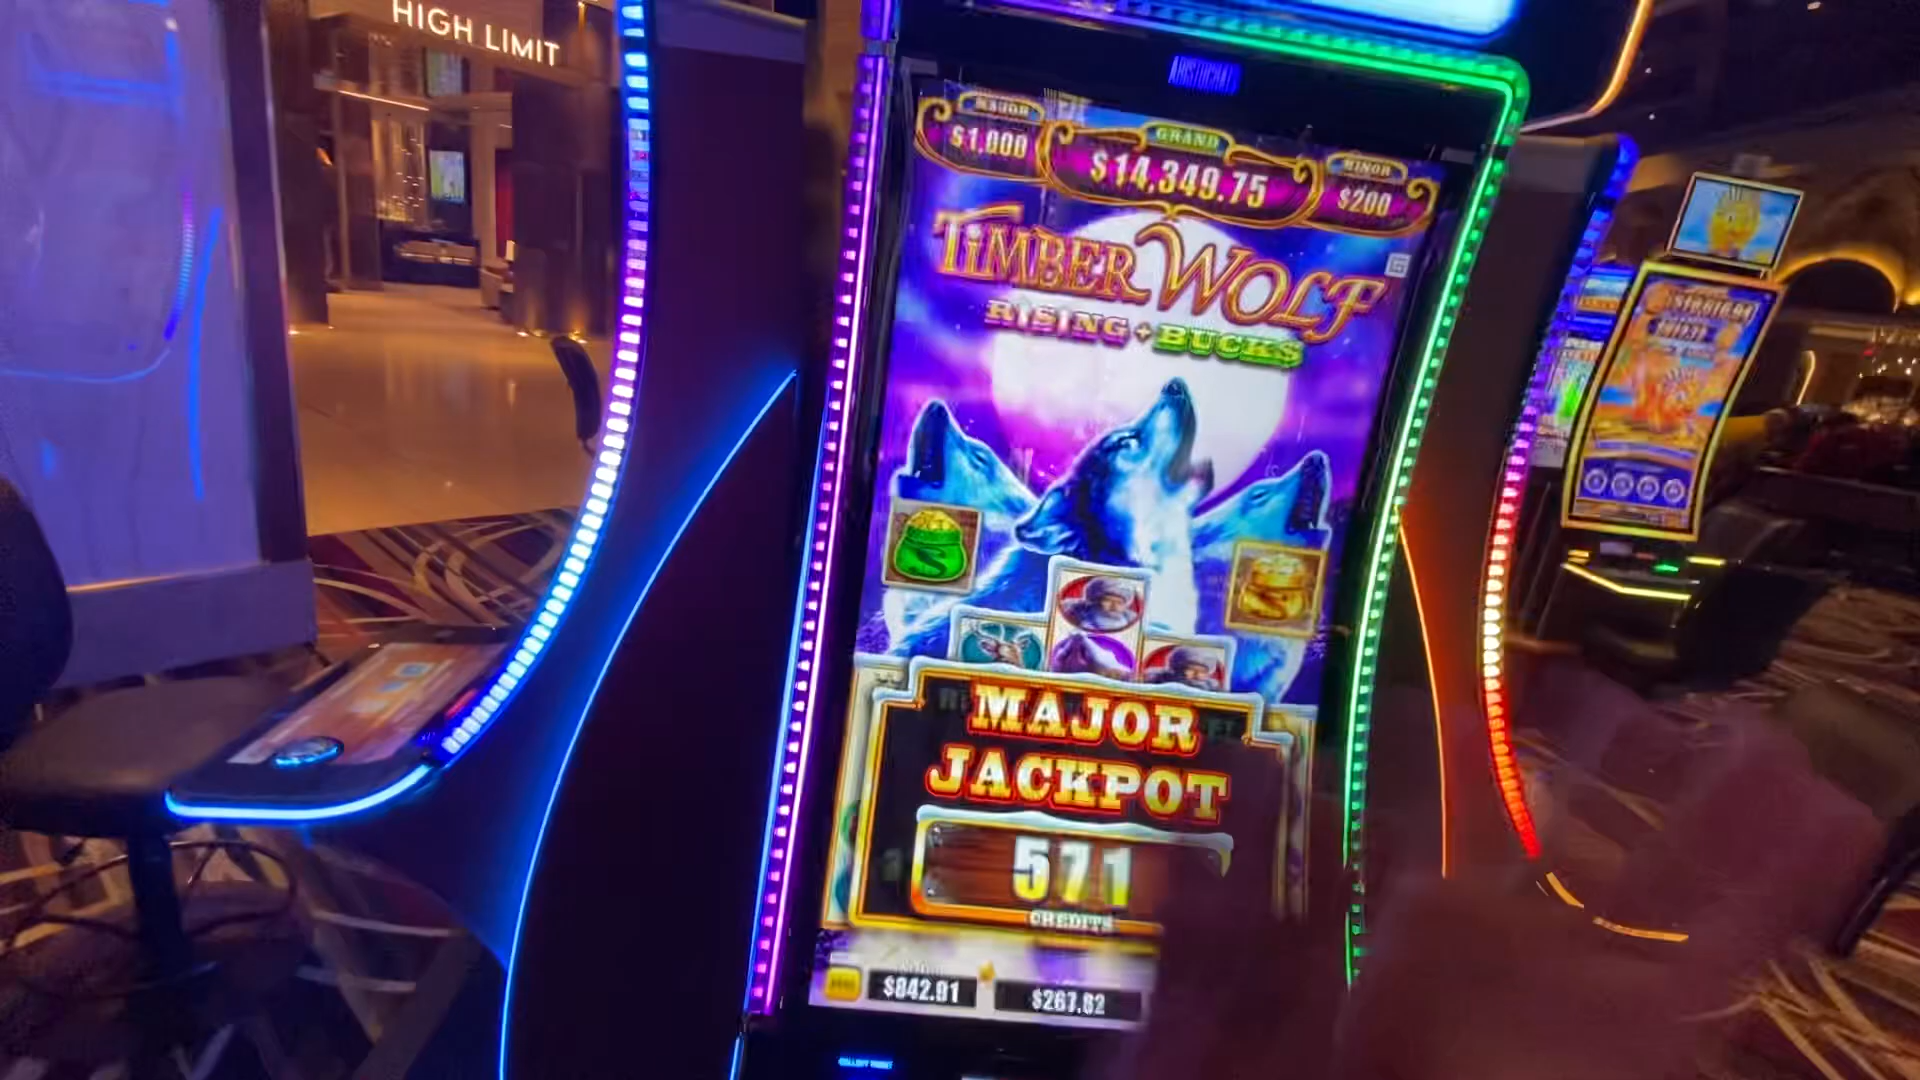 HIGH LIMIT
ARISTOCRAT
MAJOR
$1,000
GRAND
$14,349.75
MINOR
$200
TIMBER WOLF
RISING + BUCKS
MAJOR
JACKPOT
571
CREDITS
$842.91
$267.82